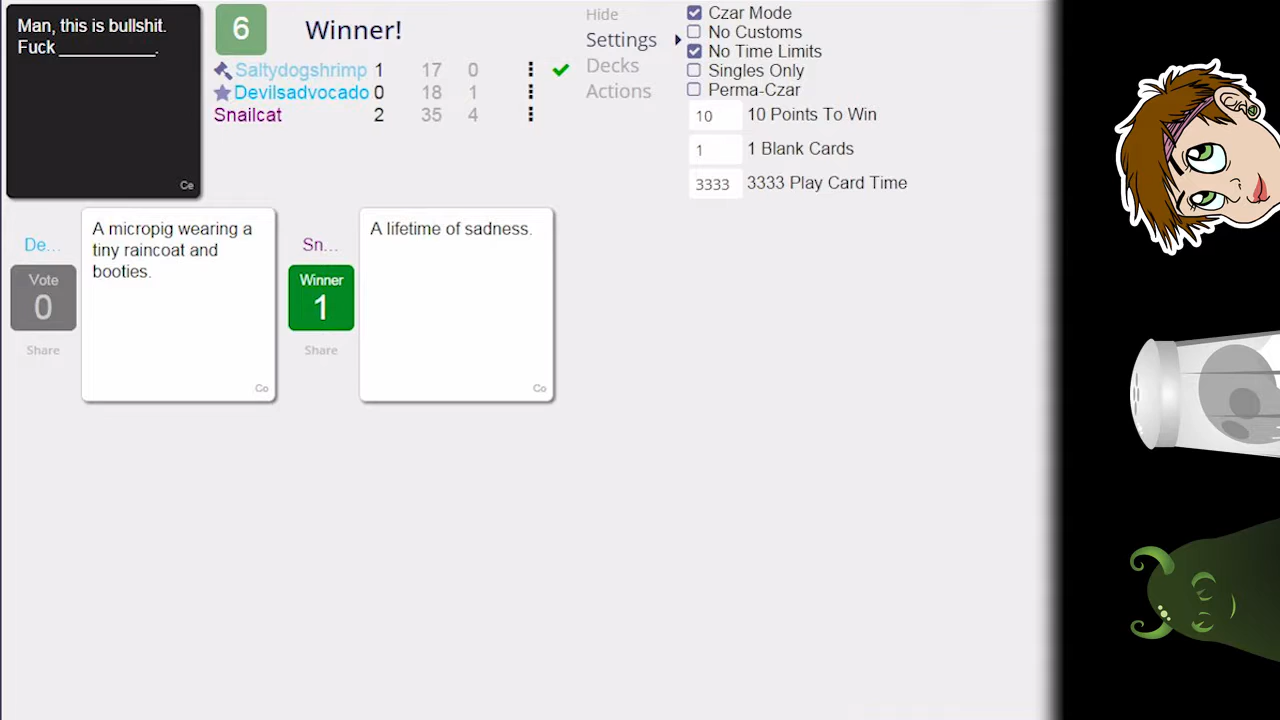 Man, this is bullshit.
Fuck __________.
Ce
6
Winner!
Saltydogshrimp 1 17 0
Devilsadvocado 0 18 1
Snailcat 2 35 4
Hide
Settings
Decks
Actions
Czar Mode
No Customs
No Time Limits
Singles Only
Perma-Czar
10 10 Points To Win
1 1 Blank Cards
3333 3333 Play Card Time
De...
Vote
0
Share
A micropig wearing a
tiny raincoat and
booties.
Co
Sn...
Winner
1
Share
A lifetime of sadness.
Co